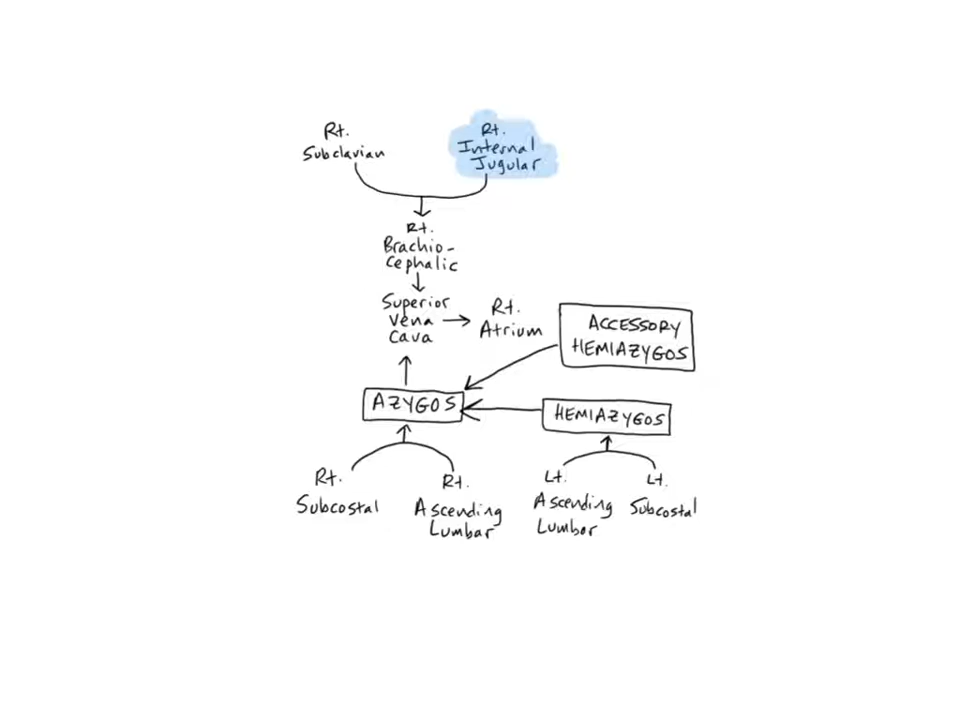 Rt.
Subclavian
Rt.
Internal
Jugular
Rt.
Brachio-
Cephalic
Superior
Vena
Cava
Rt.
Atrium
ACCESSORY
HEMIAZYGOS
AZYGOS
HEMIAZYGOS
Rt.
Subcostal
Rt.
Ascending
Lumbar
Lt.
Ascending
Lumbar
Lt.
Subcostal